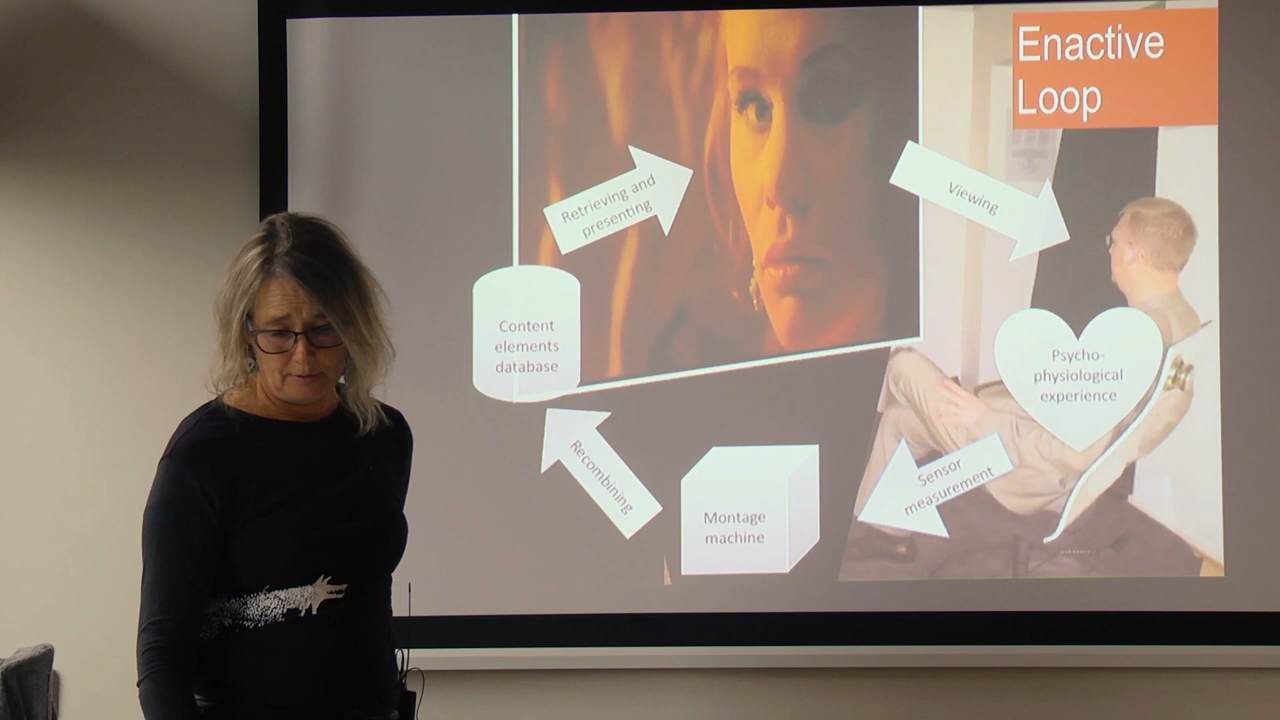 Enactive
Loop
Retrieving and
presenting
Viewing
Content
elements
database
Psycho-
physiological
experience
Sensor
measurement
Recombining
Montage
machine